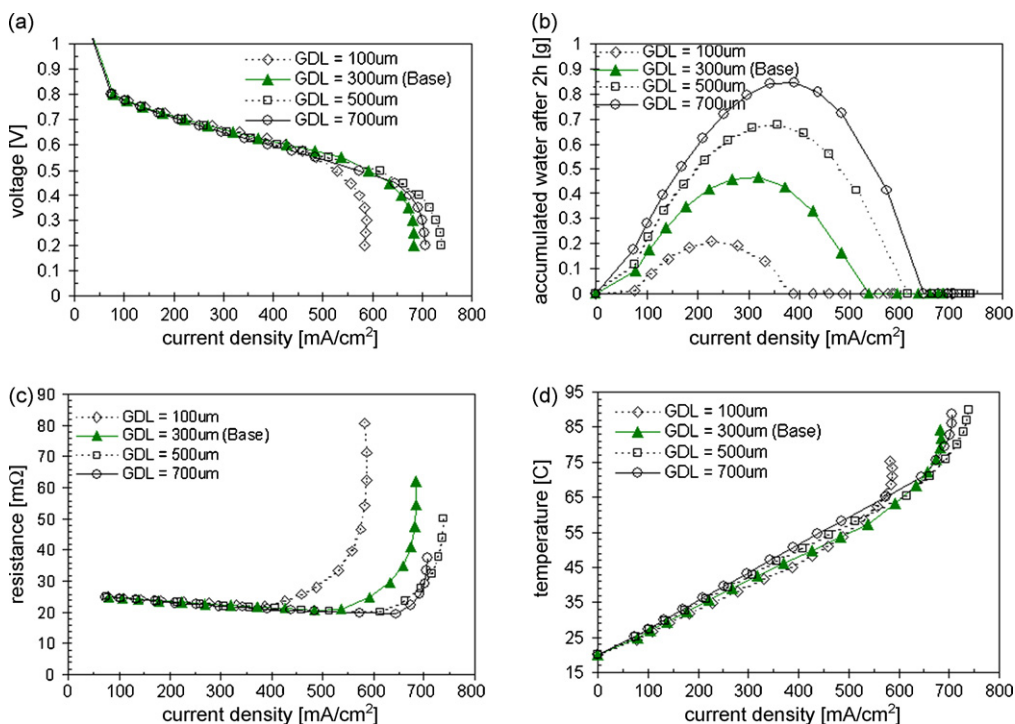 (a)
voltage [V]
1
0.9
0.8
0.7
0.6
0.5
0.4
0.3
0.2
0.1
0
GDL = 100um
GDL = 300um (Base)
GDL = 500um
GDL = 700um
0 100 200 300 400 500 600 700 800
current density [mA/cm²]
(b)
accumulated water after 2h [g]
1
0.9
0.8
0.7
0.6
0.5
0.4
0.3
0.2
0.1
0
GDL = 100um
GDL = 300um (Base)
GDL = 500um
GDL = 700um
0 100 200 300 400 500 600 700 800
current density [mA/cm²]
(c)
resistance [mΩ]
90
80
70
60
50
40
30
20
10
0
GDL = 100um
GDL = 300um (Base)
GDL = 500um
GDL = 700um
0 100 200 300 400 500 600 700 800
current density [mA/cm²]
(d)
temperature [C]
95
85
75
65
55
45
35
25
15
GDL = 100um
GDL = 300um (Base)
GDL = 500um
GDL = 700um
0 100 200 300 400 500 600 700 800
current density [mA/cm²]